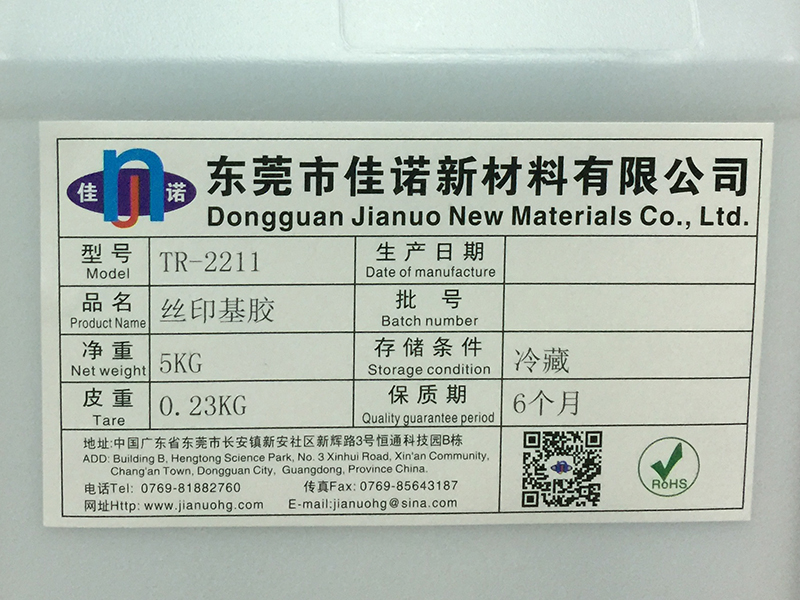 佳 nj 诺
东莞市佳诺新材料有限公司
Dongguan Jianuo New Materials Co., Ltd.
型号 TR-2211 生产日期
Model Date of manufacture
品名 丝印基胶 批号
Product Name Batch number
净重 5KG 存储条件 冷藏
Net weight Storage condition
皮重 0.23KG 保质期 6个月
Tare Quality guarantee period
地址:中国广东省东莞市长安镇新安社区新辉路3号恒通科技园B栋
ADD: Building B, Hengtong Science Park, No. 3 Xinhui Road, Xin'an Community,
Chang'an Town, Dongguan City, Guangdong, Province China.
电话Tel: 0769-81882760 传真Fax: 0769-85643187
网址Http: www.jianuohg.com E-mail:jianuohg@sina.com
RoHS